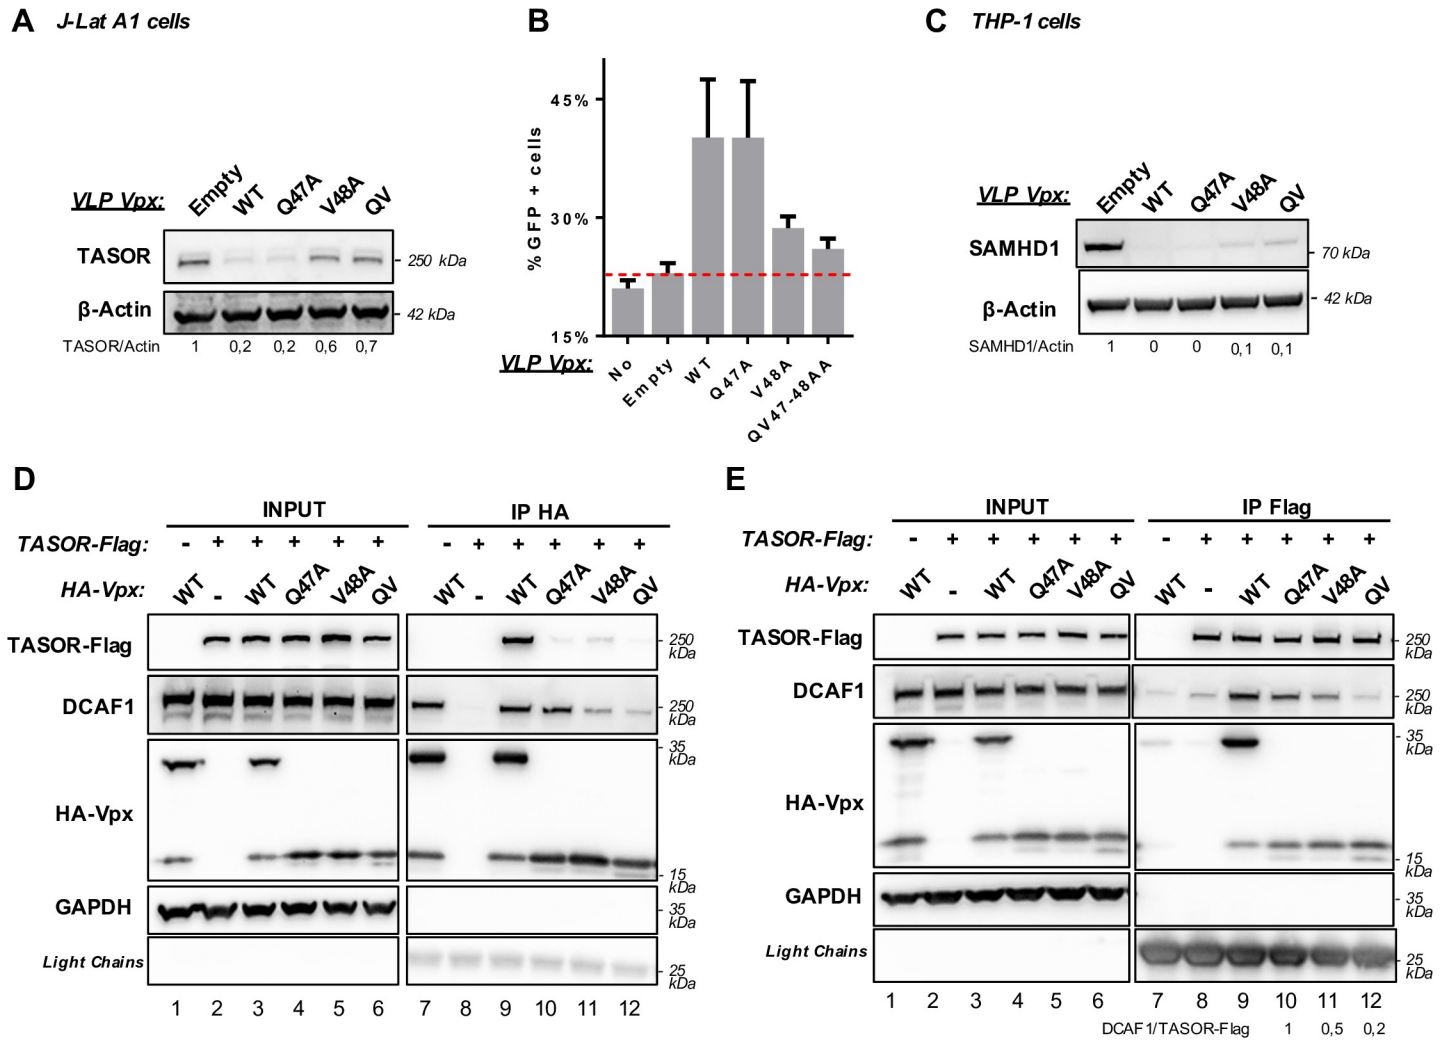 A J-Lat A1 cells
VLP Vpx: Empty WT Q47A V48A QV
TASOR 250 kDa
β-Actin 42 kDa
TASOR/Actin 1 0,2 0,2 0,6 0,7
B
%GFP + cells
45%
30%
15%
VLP Vpx: No Empty WT Q47A V48A QV47-48AA
C THP-1 cells
VLP Vpx: Empty WT Q47A V48A QV
SAMHD1 70 kDa
β-Actin 42 kDa
SAMHD1/Actin 1 0 0 0,1 0,1
D
INPUT IP HA
TASOR-Flag: - + + + + + - + + + + +
HA-Vpx: WT - WT Q47A V48A QV WT - WT Q47A V48A QV
TASOR-Flag 250 kDa
DCAF1 250 kDa
35 kDa
HA-Vpx
15 kDa
GAPDH 35 kDa
Light Chains 25 kDa
1 2 3 4 5 6 7 8 9 10 11 12
E
INPUT IP Flag
TASOR-Flag: - + + + + + - + + + + +
HA-Vpx: WT - WT Q47A V48A QV WT - WT Q47A V48A QV
TASOR-Flag 250 kDa
DCAF1 250 kDa
35 kDa
HA-Vpx
15 kDa
GAPDH 35 kDa
Light Chains 25 kDa
1 2 3 4 5 6 7 8 9 10 11 12
DCAF1/TASOR-Flag 1 0,5 0,2